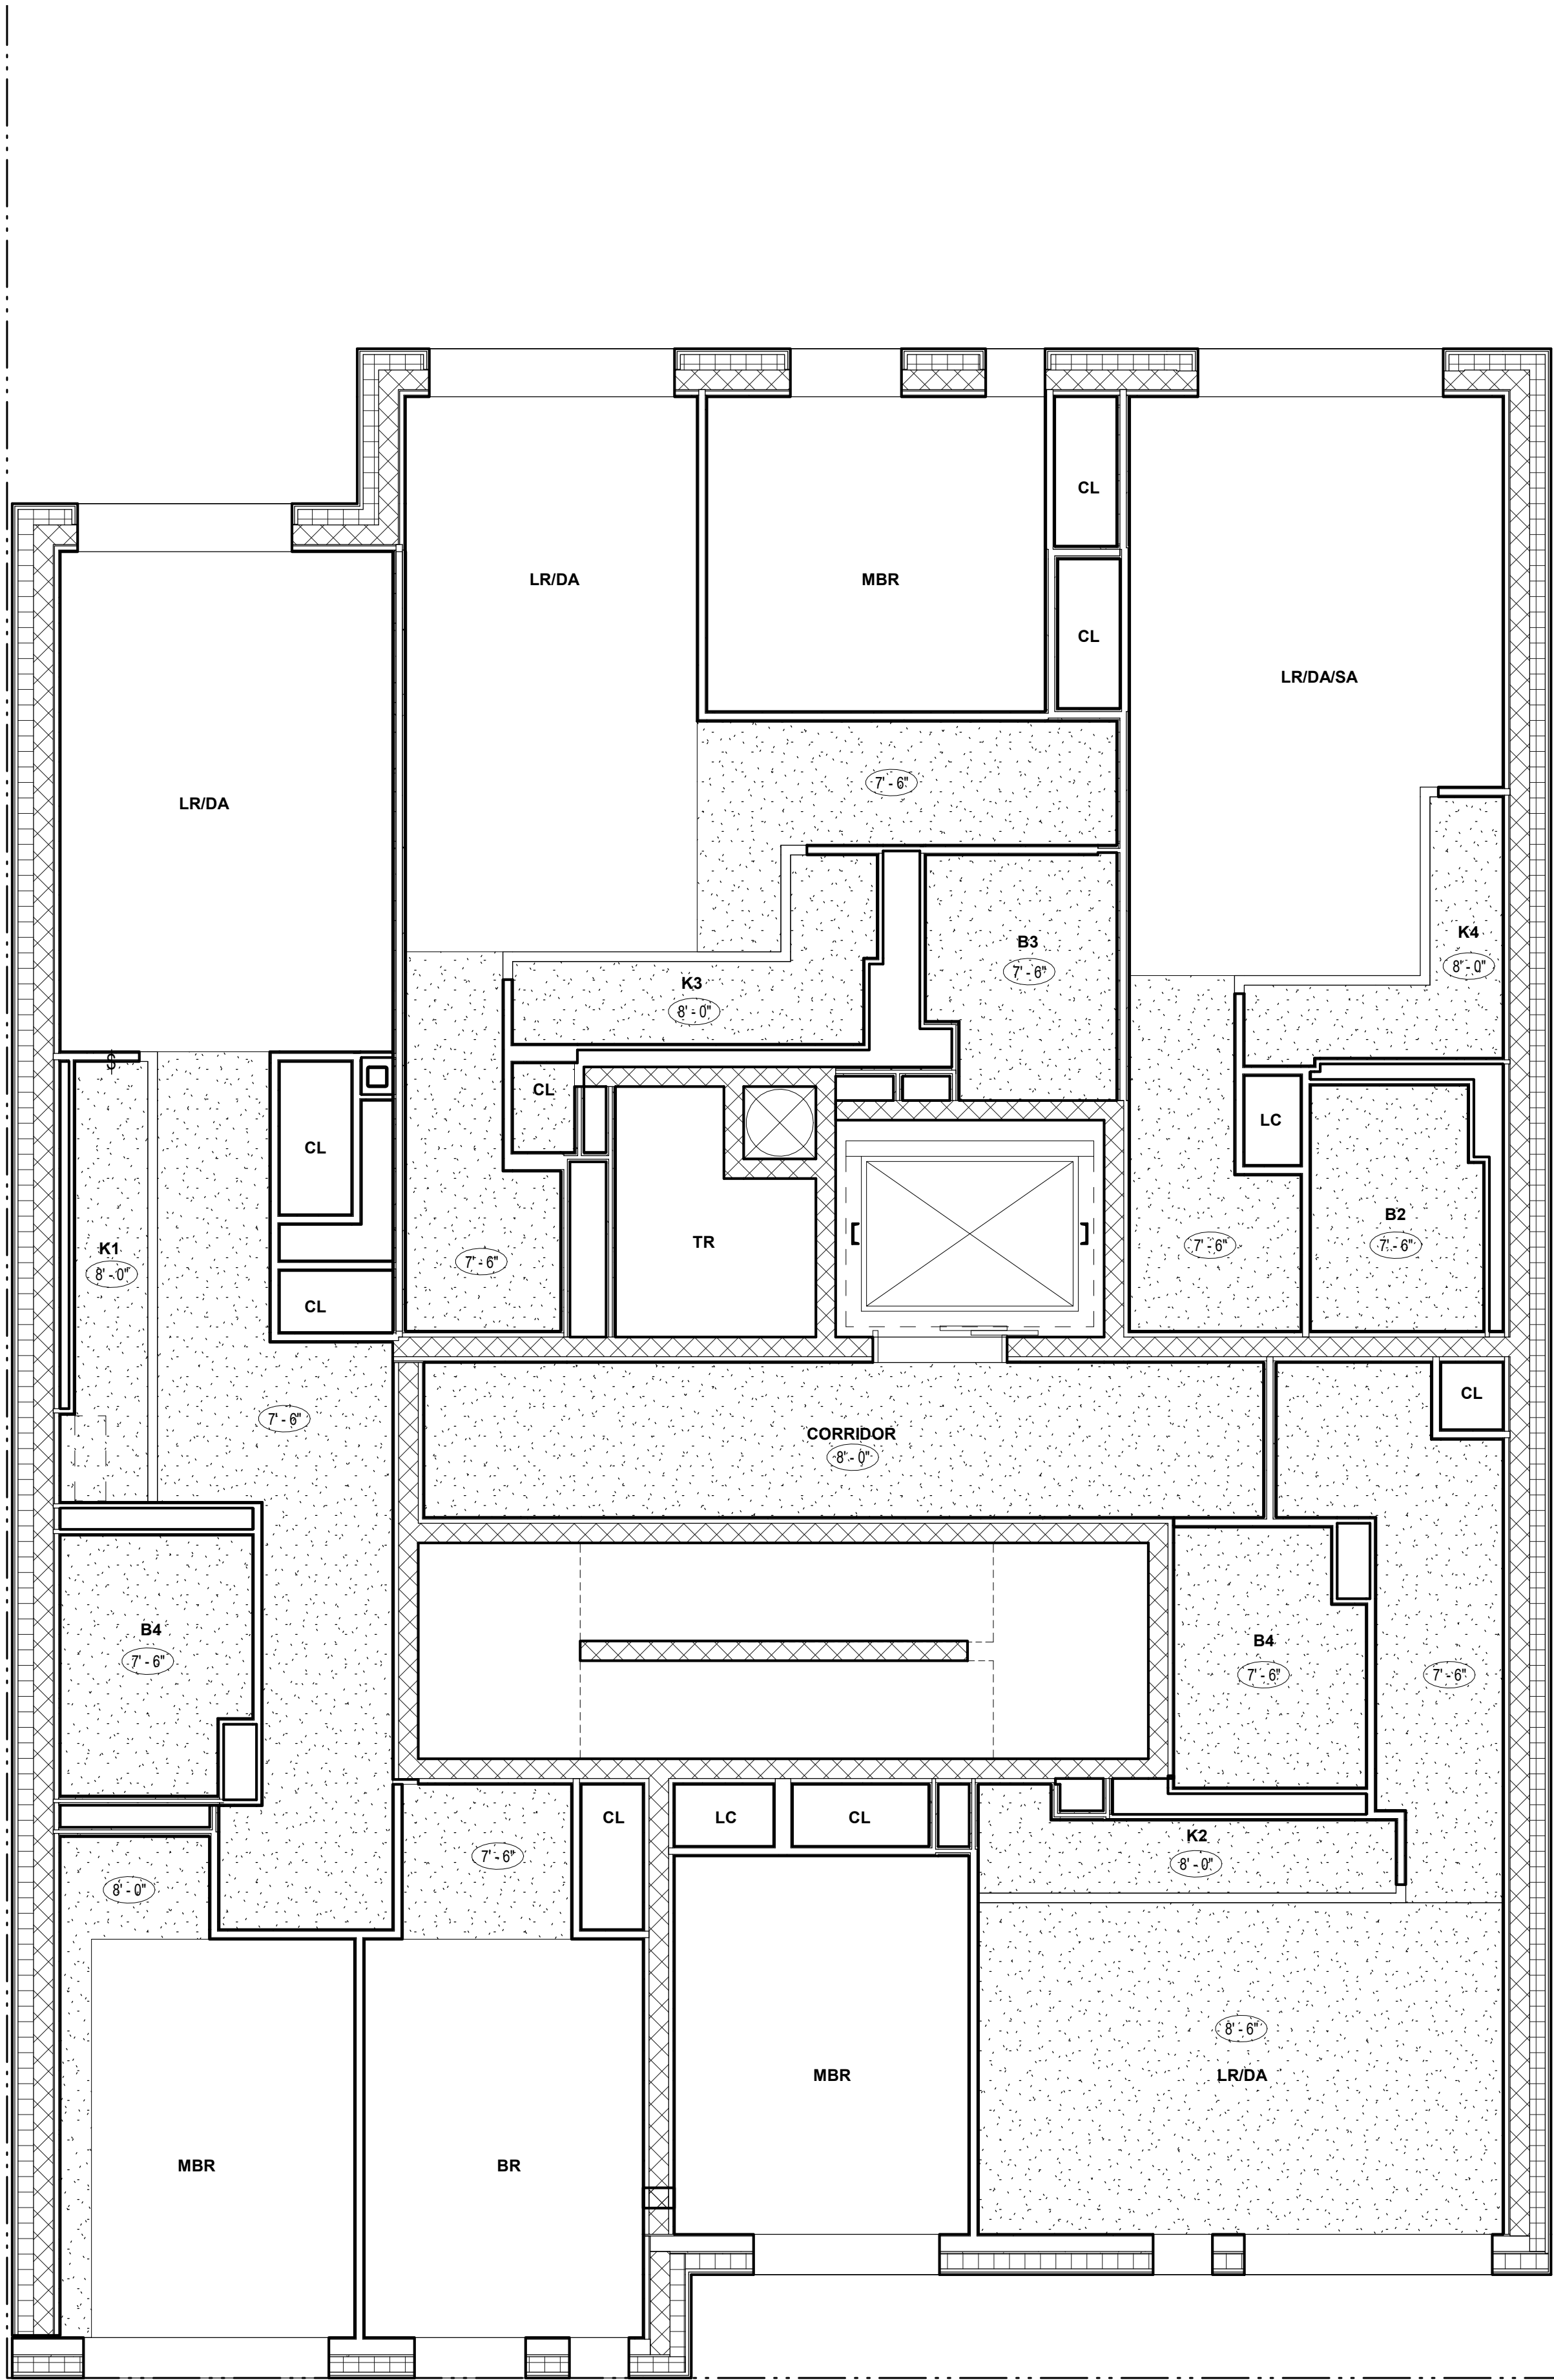 CL
LR/DA
MBR
CL
LR/DA/SA
7' - 6"
LR/DA
K4
B3
8' - 0"
7' - 6"
K3
8' - 0"
CL
LC
CL
B2
TR
7' - 6"
7' - 6"
K1
7' - 6"
8' - 0"
CL
CL
7' - 6"
CORRIDOR
8' - 0"
B4
7' - 6"
B4
7' - 6"
7' - 6"
CL
LC
CL
K2
7' - 6"
8' - 0"
8' - 0"
8' - 6"
MBR
LR/DA
MBR
BR